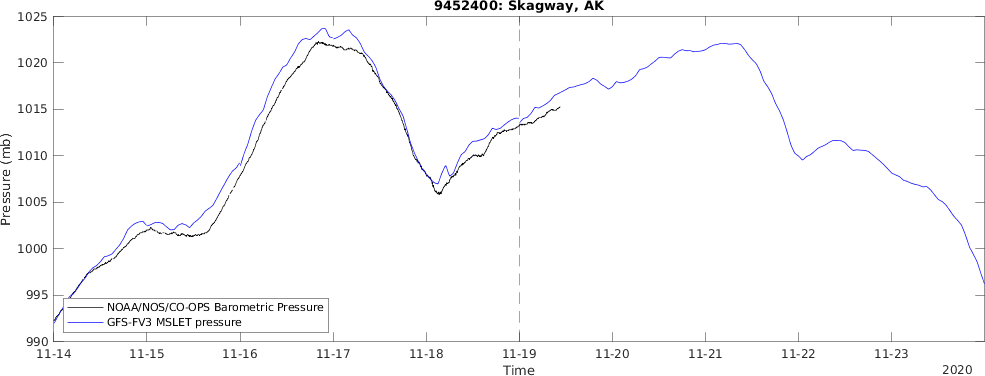 9452400: Skagway, AK
1025
1020
1015
1010
1005
1000
995
990
Pressure (mb)
NOAA/NOS/CO-OPS Barometric Pressure
GFS-FV3 MSLET pressure
11-14 11-15 11-16 11-17 11-18 11-19 11-20 11-21 11-22 11-23
Time
2020